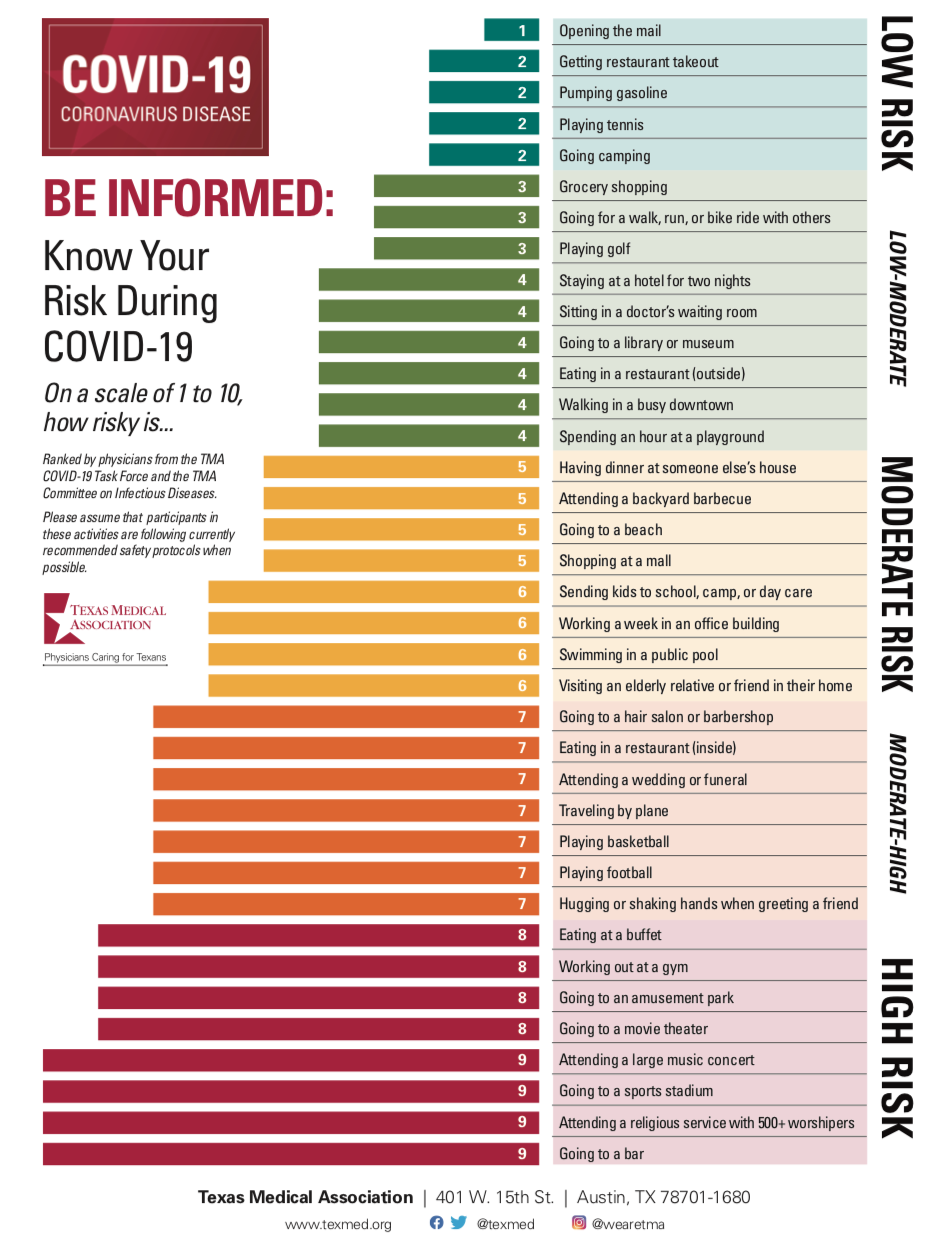 COVID-19
CORONAVIRUS DISEASE
BE INFORMED:
Know Your
Risk During
COVID-19
On a scale of 1 to 10,
how risky is...
Ranked by physicians from the TMA
COVID-19 Task Force and the TMA
Committee on Infectious Diseases.
Please assume that participants in
these activities are following currently
recommended safety protocols when
possible.
TEXAS MEDICAL
ASSOCIATION
Physicians Caring for Texans
LOW RISK
1 Opening the mail
2 Getting restaurant takeout
2 Pumping gasoline
2 Playing tennis
2 Going camping
LOW-MODERATE
3 Grocery shopping
3 Going for a walk, run, or bike ride with others
3 Playing golf
4 Staying at a hotel for two nights
4 Sitting in a doctor's waiting room
4 Going to a library or museum
4 Eating in a restaurant (outside)
4 Walking in a busy downtown
4 Spending an hour at a playground
MODERATE RISK
5 Having dinner at someone else's house
5 Attending a backyard barbecue
5 Going to a beach
5 Shopping at a mall
6 Sending kids to school, camp, or day care
6 Working a week in an office building
6 Swimming in a public pool
6 Visiting an elderly relative or friend in their home
MODERATE-HIGH
7 Going to a hair salon or barbershop
7 Eating in a restaurant (inside)
7 Attending a wedding or funeral
7 Traveling by plane
7 Playing basketball
7 Playing football
7 Hugging or shaking hands when greeting a friend
HIGH RISK
8 Eating at a buffet
8 Working out at a gym
8 Going to an amusement park
8 Going to a movie theater
9 Attending a large music concert
9 Going to a sports stadium
9 Attending a religious service with 500+ worshipers
9 Going to a bar
Texas Medical Association | 401 W. 15th St. | Austin, TX 78701-1680
www.texmed.org @texmed @wearetma